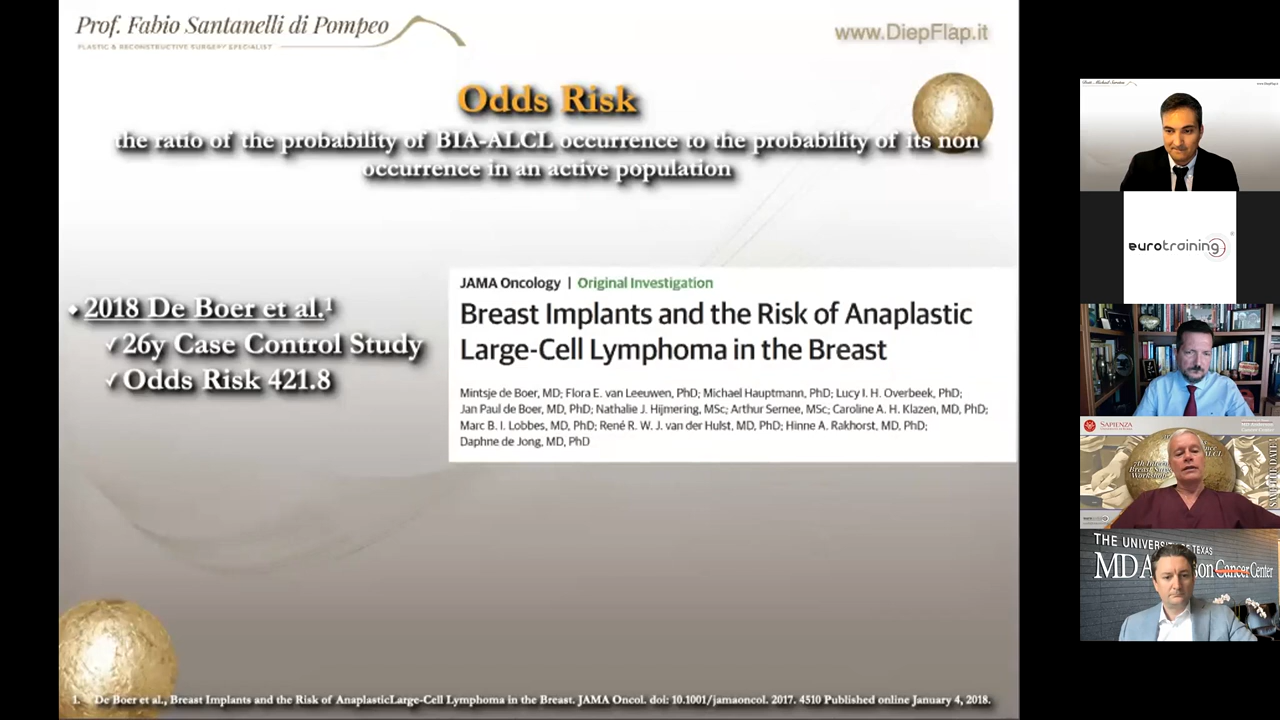 Prof. Fabio Santanelli di Pompeo
PLASTIC & RECONSTRUCTIVE SURGERY SPECIALIST
www.DiepFlap.it
Odds Risk
the ratio of the probability of BIA-ALCL occurrence to the probability of its non
occurrence in an active population
2018 De Boer et al.¹
✓26y Case Control Study
✓Odds Risk 421.8
JAMA Oncology | Original Investigation
Breast Implants and the Risk of Anaplastic
Large-Cell Lymphoma in the Breast
Mintsje de Boer, MD; Flora E. van Leeuwen, PhD; Michael Hauptmann, PhD; Lucy I. H. Overbeek, PhD;
Jan Paul de Boer, MD, PhD; Nathalie J. Hijmering, MSc; Arthur Sernee, MSc; Caroline A. H. Klazen, MD, PhD;
Marc B. I. Lobbes, MD, PhD; René R. W. J. van der Hulst, MD, PhD; Hinne A. Rakhorst, MD, PhD;
Daphne de Jong, MD, PhD
1. De Boer et al., Breast Implants and the Risk of AnaplasticLarge-Cell Lymphoma in the Breast. JAMA Oncol. doi: 10.1001/jamaoncol. 2017. 4510 Published online January 4, 2018.
eurotraining
SAPIENZA
THE UNIVERSITY OF TEXAS
MD A son Cancer Center